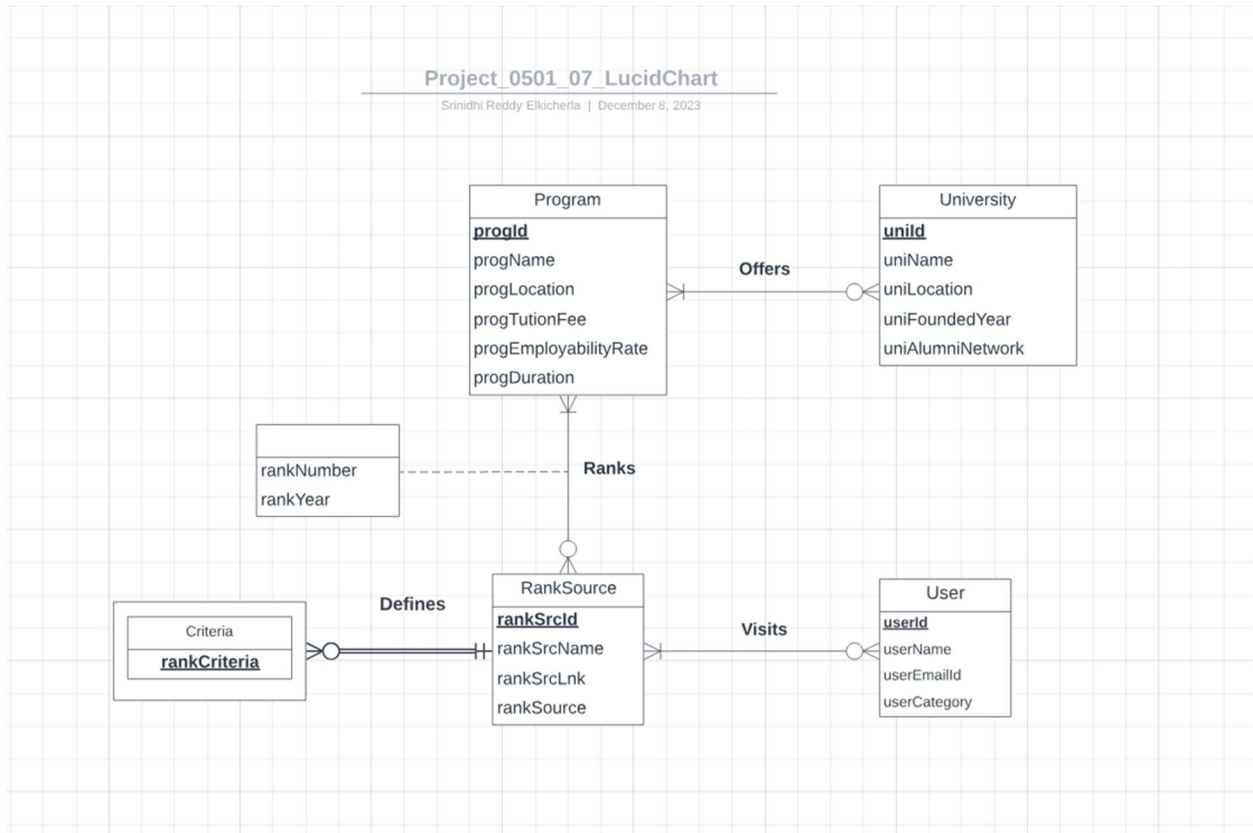 Project_0501_07_LucidChart
Srinidhi Reddy Elkicherla | December 8, 2023
Program
progId
progName
progLocation
progTutionFee
progEmployabilityRate
progDuration
Offers
University
uniId
uniName
uniLocation
uniFoundedYear
uniAlumniNetwork
rankNumber
rankYear
Ranks
Criteria
rankCriteria
Defines
RankSource
rankSrcId
rankSrcName
rankSrcLnk
rankSource
Visits
User
userId
userName
userEmailId
userCategory